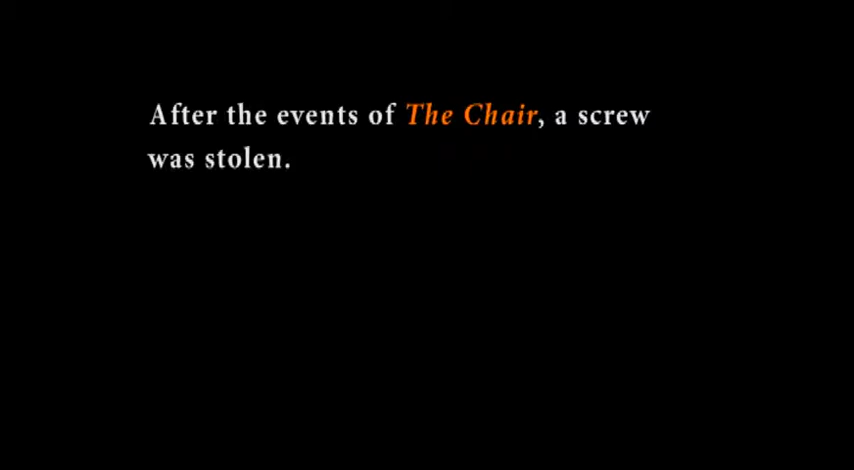 After the events of The Chair, a screw
was stolen.